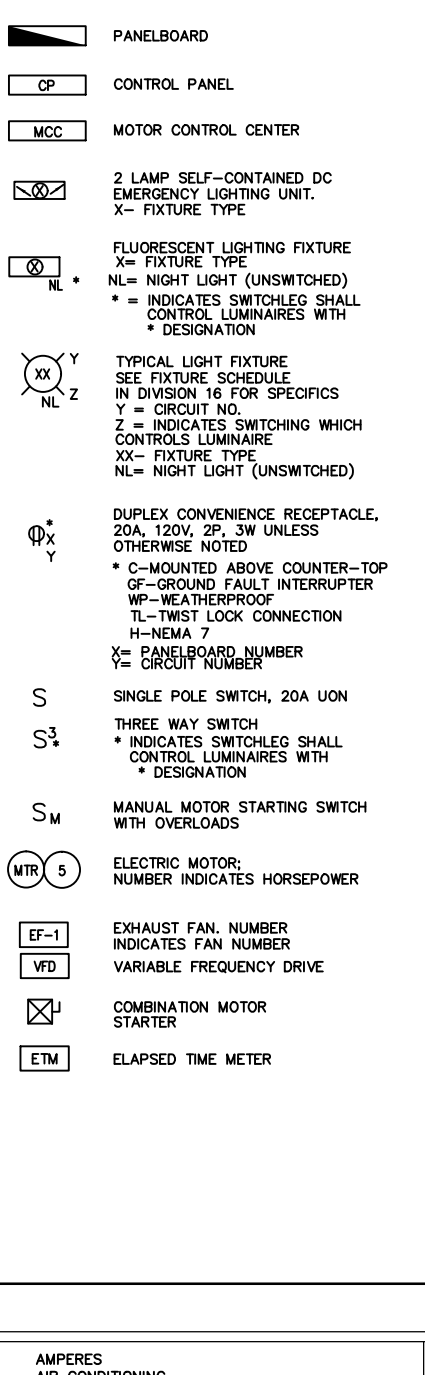 PANELBOARD
CP CONTROL PANEL
MCC MOTOR CONTROL CENTER
2 LAMP SELF-CONTAINED DC
EMERGENCY LIGHTING UNIT.
X- FIXTURE TYPE
X
FLUORESCENT LIGHTING FIXTURE
X= FIXTURE TYPE
X
NL *
NL= NIGHT LIGHT (UNSWITCHED)
* = INDICATES SWITCHLEG SHALL
CONTROL LUMINAIRES WITH
* DESIGNATION
XX Y
NL Z
TYPICAL LIGHT FIXTURE
SEE FIXTURE SCHEDULE
IN DIVISION 16 FOR SPECIFICS
Y = CIRCUIT NO.
Z = INDICATES SWITCHING WHICH
CONTROLS LUMINAIRE
XX- FIXTURE TYPE
NL= NIGHT LIGHT (UNSWITCHED)
*
X
Y
DUPLEX CONVENIENCE RECEPTACLE,
20A, 120V, 2P, 3W UNLESS
OTHERWISE NOTED
* C-MOUNTED ABOVE COUNTER-TOP
GF-GROUND FAULT INTERRUPTER
WP-WEATHERPROOF
TL-TWIST LOCK CONNECTION
H-NEMA 7
X= PANELBOARD NUMBER
Y= CIRCUIT NUMBER
S SINGLE POLE SWITCH, 20A UON
S3* THREE WAY SWITCH
* INDICATES SWITCHLEG SHALL
CONTROL LUMINAIRES WITH
* DESIGNATION
SM MANUAL MOTOR STARTING SWITCH
WITH OVERLOADS
MTR 5 ELECTRIC MOTOR;
NUMBER INDICATES HORSEPOWER
EF-1 EXHAUST FAN. NUMBER
INDICATES FAN NUMBER
VFD VARIABLE FREQUENCY DRIVE
COMBINATION MOTOR
STARTER
ETM ELAPSED TIME METER
AMPERES
AIR CONDITIONING